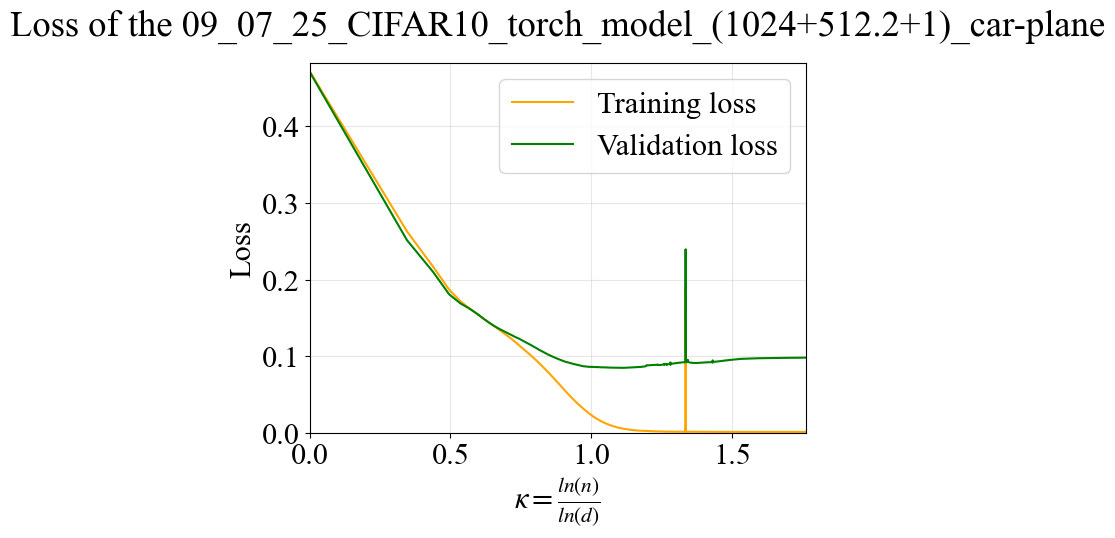 Loss of the 09_07_25_CIFAR10_torch_model_(1024+512.2+1)_car-plane
Training loss
Validation loss
Loss
0.4
0.3
0.2
0.1
0.0
0.0 0.5 1.0 1.5
κ = ln(n)/ln(d)